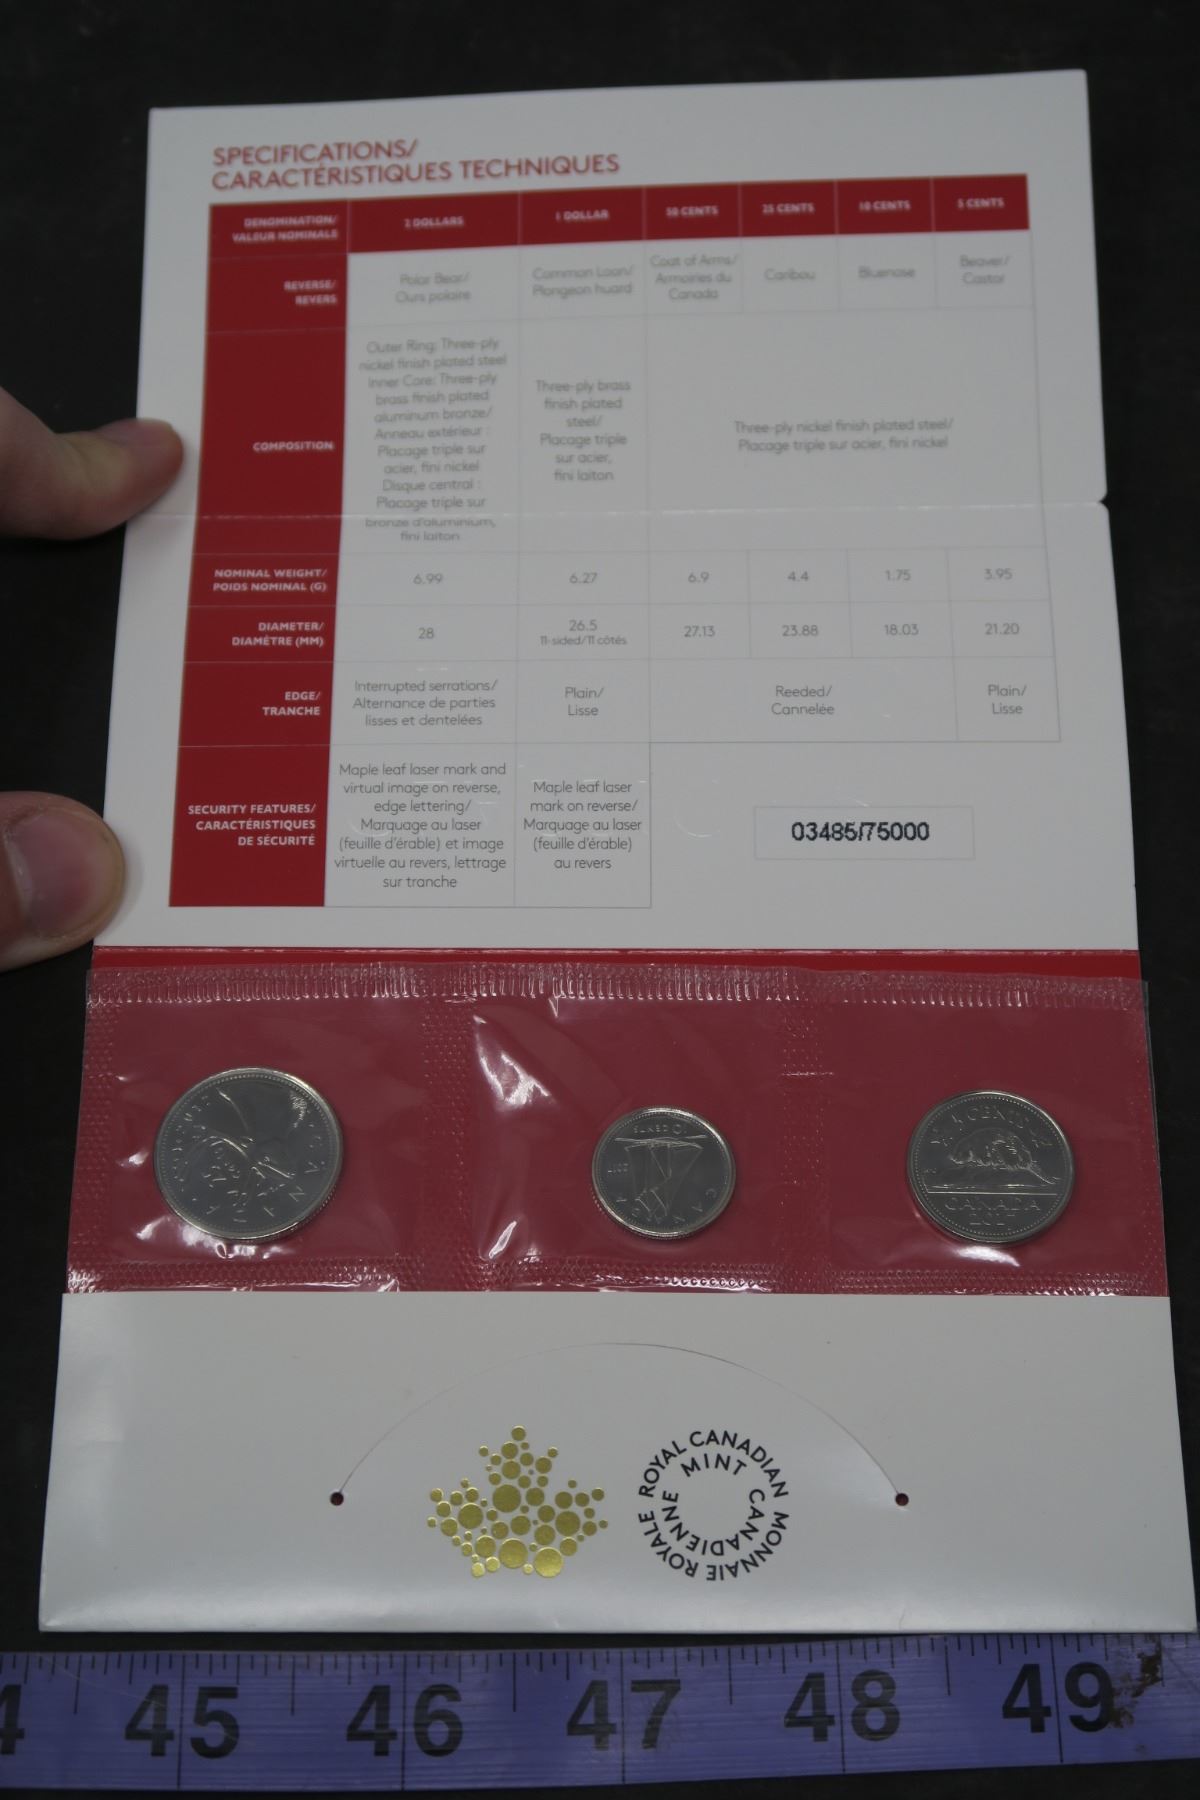 SPECIFICATIONS/
CARACTÉRISTIQUES TECHNIQUES
DENOMINATION/
VALEUR NOMINALE
2 DOLLARS
1 DOLLAR
50 CENTS
25 CENTS
10 CENTS
5 CENTS
REVERSE/
REVERS
Polar Bear/
Ours polaire
Common Loon/
Plongeon huard
Coat of Arms/
Armoiries du
Canada
Caribou
Bluenose
Beaver/
Castor
COMPOSITION
Outer Ring: Three-ply
nickel finish plated steel
Inner Core: Three-ply
brass finish plated
aluminum bronze/
Anneau extérieur :
Placage triple sur
acier, fini nickel
Disque central :
Placage triple sur
bronze d'aluminium,
fini laiton
Three-ply brass
finish plated
steel/
Placage triple
sur acier,
fini laiton
Three-ply nickel finish plated steel/
Placage triple sur acier, fini nickel
NOMINAL WEIGHT/
POIDS NOMINAL (G)
6.99
6.27
6.9
4.4
1.75
3.95
DIAMETER/
DIAMÈTRE (MM)
28
26.5
11-sided/11 côtés
27.13
23.88
18.03
21.20
EDGE/
TRANCHE
Interrupted serrations/
Alternance de parties
lisses et dentelées
Plain/
Lisse
Reeded/
Cannelée
Plain/
Lisse
SECURITY FEATURES/
CARACTÉRISTIQUES
DE SÉCURITÉ
Maple leaf laser mark and
virtual image on reverse,
edge lettering/
Marquage au laser
(feuille d'érable) et image
virtuelle au revers, lettrage
sur tranche
Maple leaf laser
mark on reverse/
Marquage au laser
(feuille d'érable)
au revers
03485/75000
10 CENTS
2017
CANADA
5 CENTS
CANADA
2017
ROYAL CANADIAN MINT
MONNAIE ROYALE CANADIENNE
45 46 47 48 49